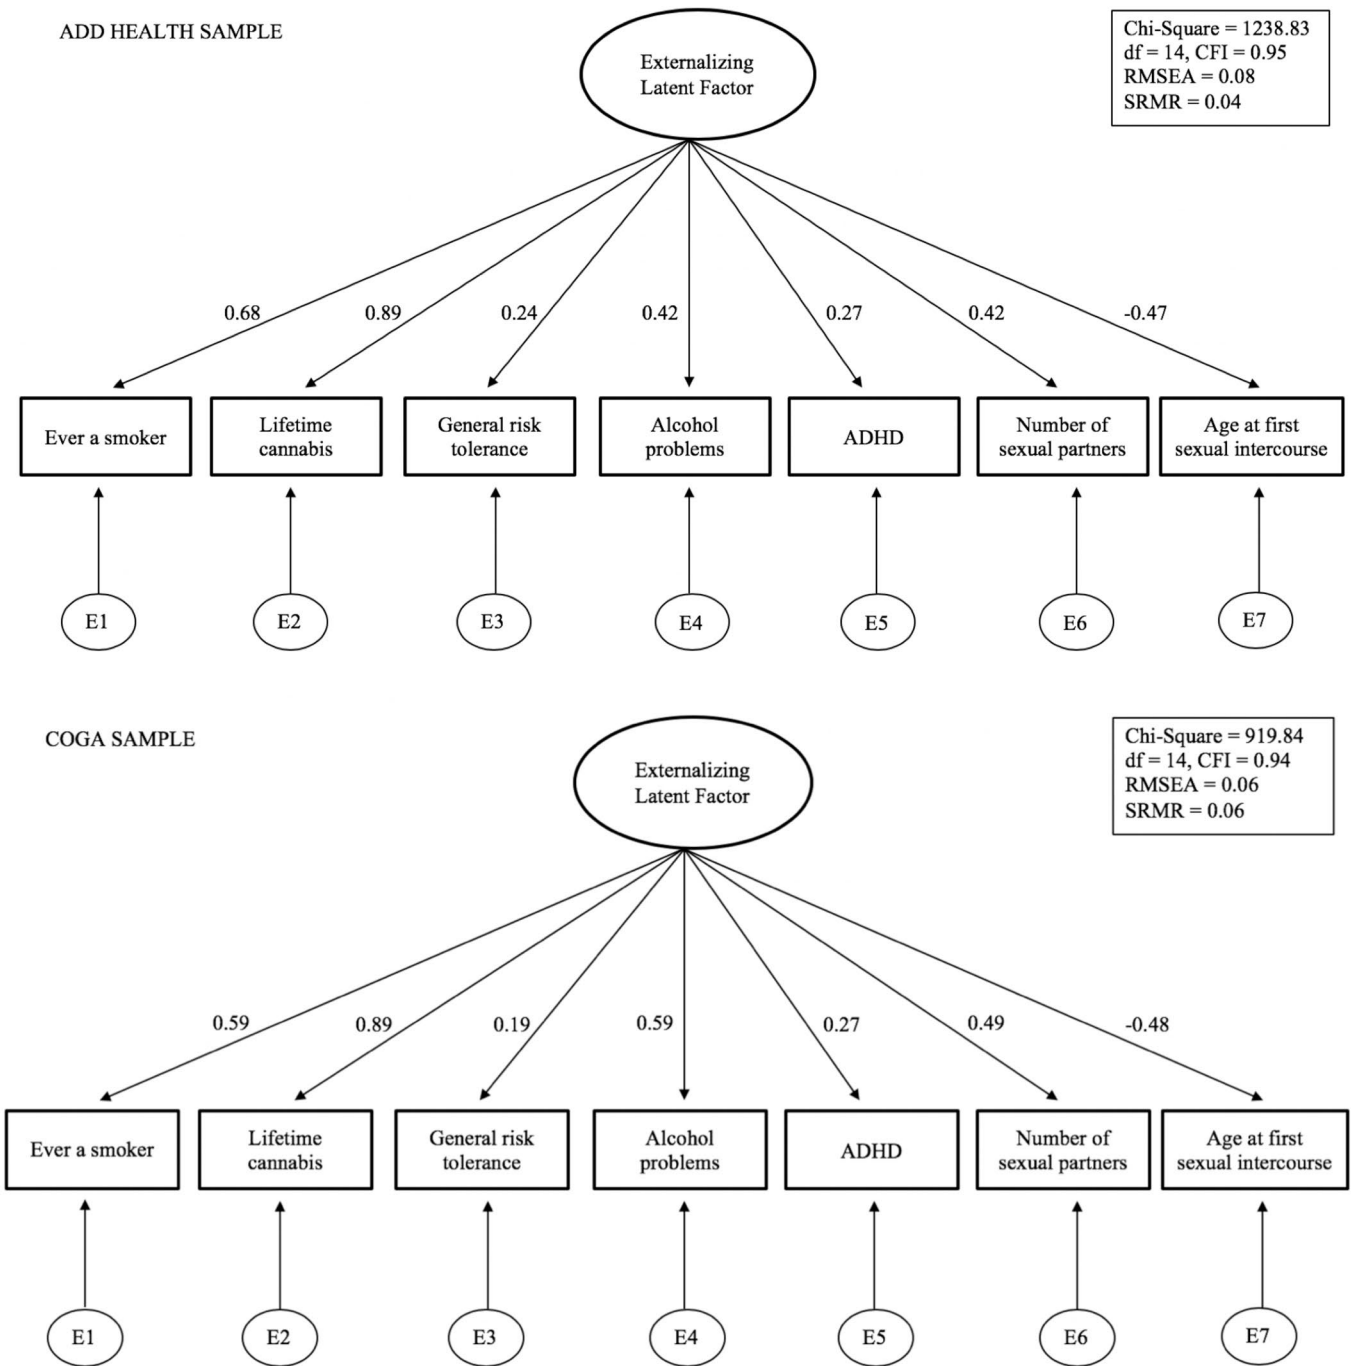 ADD HEALTH SAMPLE
Externalizing
Latent Factor
Chi-Square = 1238.83
df = 14, CFI = 0.95
RMSEA = 0.08
SRMR = 0.04
0.68
0.89
0.24
0.42
0.27
0.42
-0.47
Ever a smoker
Lifetime
cannabis
General risk
tolerance
Alcohol
problems
ADHD
Number of
sexual partners
Age at first
sexual intercourse
E1
E2
E3
E4
E5
E6
E7
COGA SAMPLE
Externalizing
Latent Factor
Chi-Square = 919.84
df = 14, CFI = 0.94
RMSEA = 0.06
SRMR = 0.06
0.59
0.89
0.19
0.59
0.27
0.49
-0.48
Ever a smoker
Lifetime
cannabis
General risk
tolerance
Alcohol
problems
ADHD
Number of
sexual partners
Age at first
sexual intercourse
E1
E2
E3
E4
E5
E6
E7